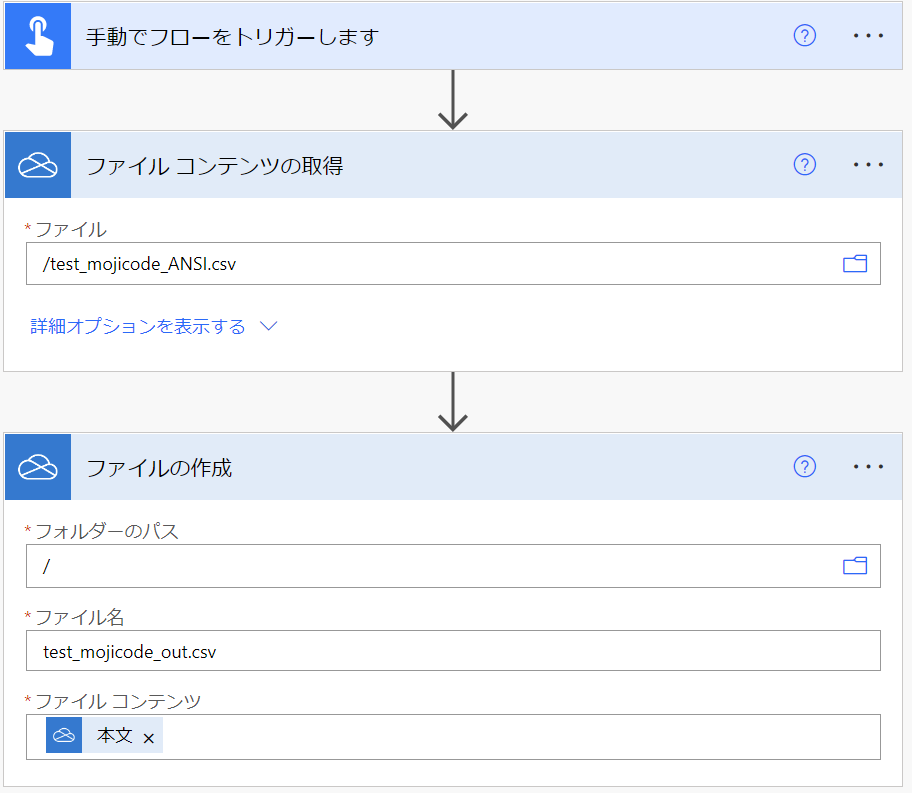 手動でフローをトリガーします
ファイル コンテンツの取得
* ファイル
/test_mojicode_ANSI.csv
詳細オプションを表示する
ファイルの作成
* フォルダーのパス
/
* ファイル名
test_mojicode_out.csv
* ファイル コンテンツ
本文 ×